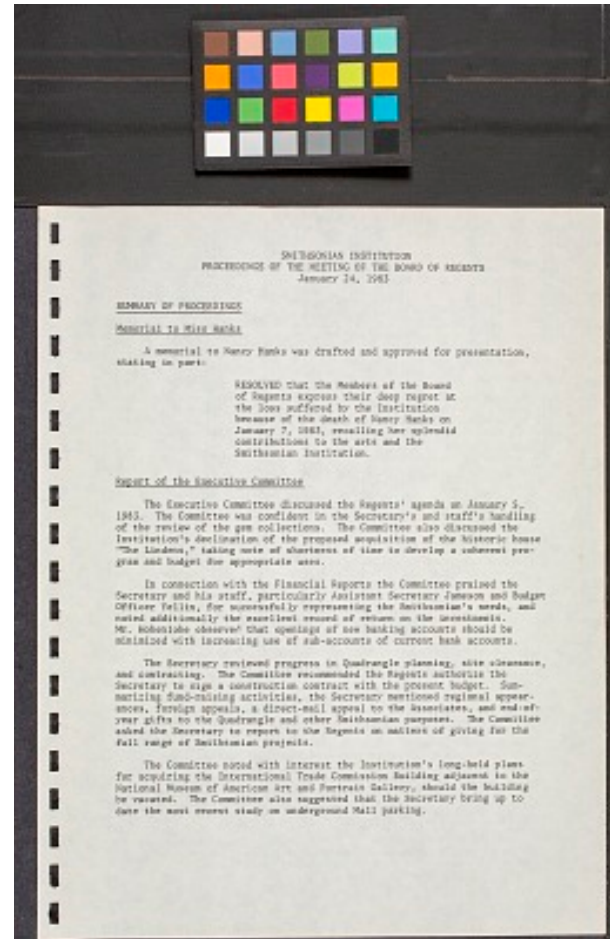 SMITHSONIAN INSTITUTION
PROCEEDINGS OF THE MEETING OF THE BOARD OF REGENTS
January 24, 1983
SUMMARY OF PROCEEDINGS
Memorial to Miss Hanks
A memorial to Nancy Hanks was drafted and approved for presentation,
stating in part:
RESOLVED that the Members of the Board
of Regents express their deep regret at
the loss suffered by the Institution
because of the death of Nancy Hanks on
January 7, 1983, recalling her splendid
contributions to the arts and the
Smithsonian Institution.
Report of the Executive Committee
The Executive Committee discussed the Regents' agenda on January 5,
1983. The Committee was confident in the Secretary's and staff's handling
of the review of the gem collections. The Committee also discussed the
Institution's declination of the proposed acquisition of the historic house
"The Lindens," taking note of shortness of time to develop a coherent pro-
gram and budget for appropriate uses.
In connection with the Financial Reports the Committee praised the
Secretary and his staff, particularly Assistant Secretary Jameson and Budget
Officer Yellin, for successfully representing the Smithsonian's needs, and
noted additionally the excellent record of return on the investments.
Mr. Hobelohe observed that openings of new banking accounts should be
minimized with increasing use of sub-accounts of current bank accounts.
The Secretary reviewed progress in Quadrangle planning, site clearance,
and contracting. The Committee recommended the Regents authorize the
Secretary to sign a construction contract with the present budget. Sum-
marizing fund-raising activities, the Secretary mentioned regional appear-
ances, foreign appeals, a direct-mail appeal to the Associates, and end-of-
year gifts to the Quadrangle and other Smithsonian purposes. The Committee
asked the Secretary to report to the Regents on matters of giving for the
full range of Smithsonian projects.
The Committee noted with interest the Institution's long-held plans
for acquiring the International Trade Commission Building adjacent to the
National Museum of American Art and Portrait Gallery, should the building
be vacated. The Committee also suggested that the Secretary bring up to
date the most recent study on underground Mall parking.